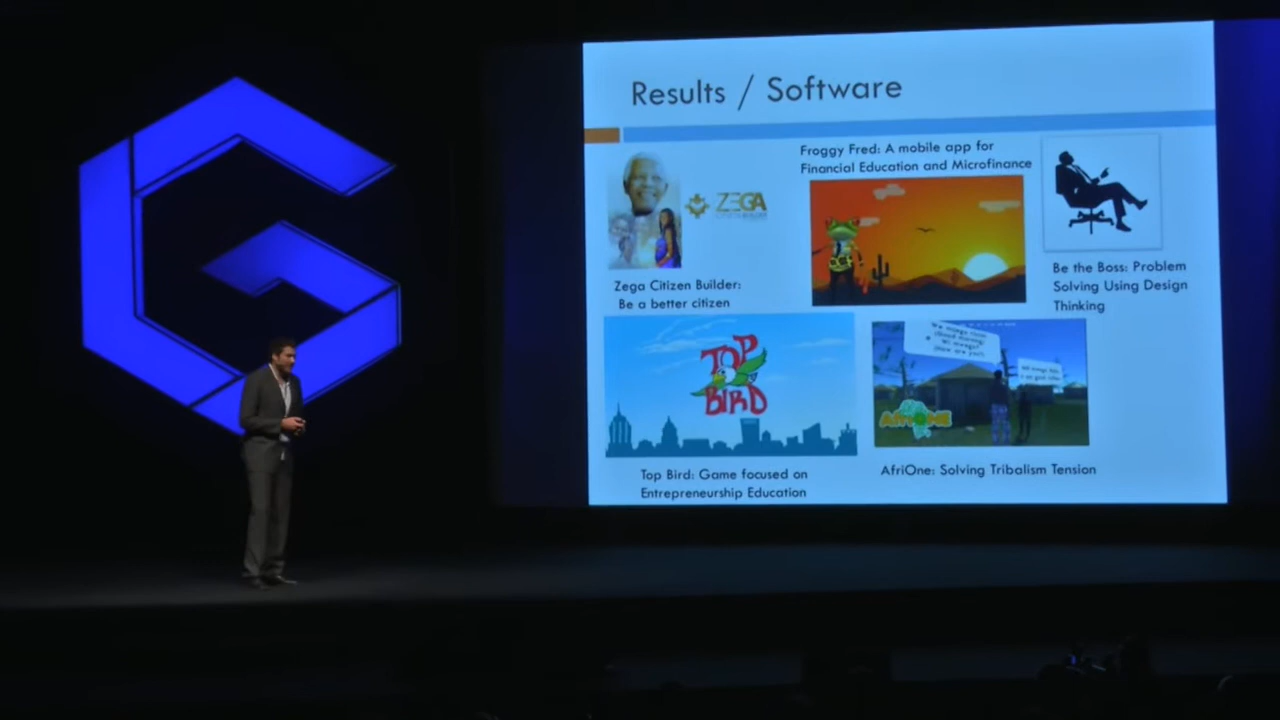 Results / Software
Froggy Fred: A mobile app for
Financial Education and Microfinance
ZEGA
Zega Citizen Builder:
Be a better citizen
Be the Boss: Problem
Solving Using Design
Thinking
TOP
BIRD
AFRIONE
Top Bird: Game focused on
Entrepreneurship Education
AfriOne: Solving Tribalism Tension